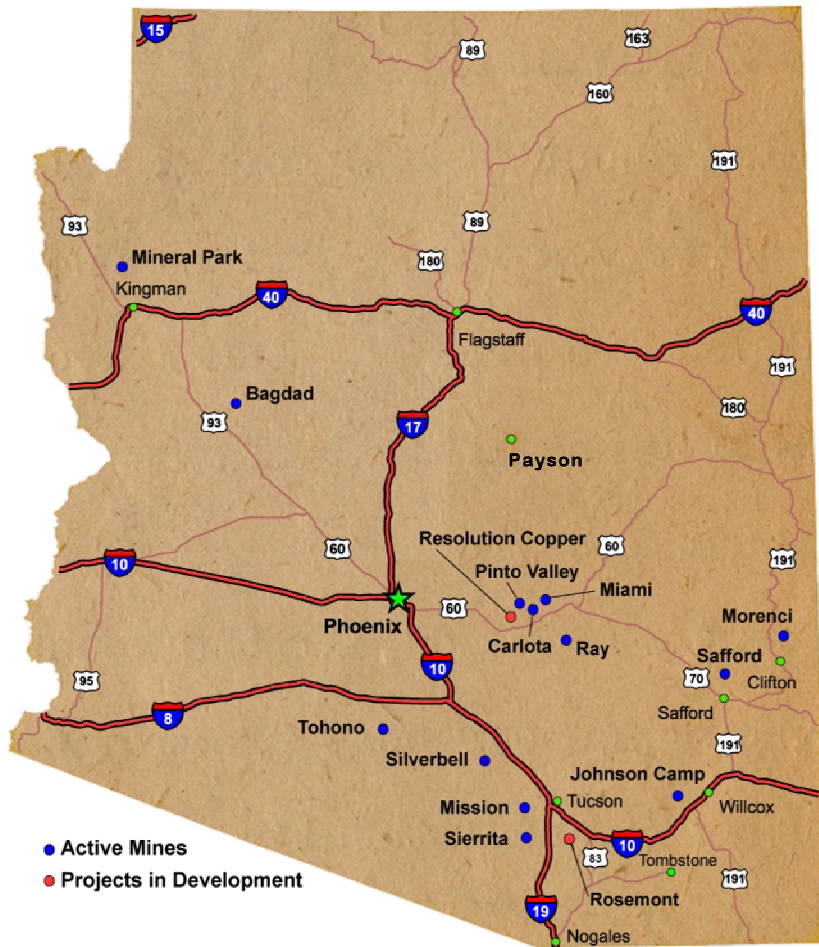 15
89
163
160
191
93
89
180
Mineral Park
Kingman
40
40
Flagstaff
191
180
Bagdad
93
17
Payson
Resolution Copper
60
60
10
Pinto Valley
191
Miami
60
Phoenix
Carlota
Morenci
Ray
10
Safford
95
70
Clifton
Safford
8
Tohono
191
Silverbell
Johnson Camp
Mission
Tucson
Willcox
Sierrita
10
Active Mines
83
Tombstone
Projects in Development
191
Rosemont
19
Nogales